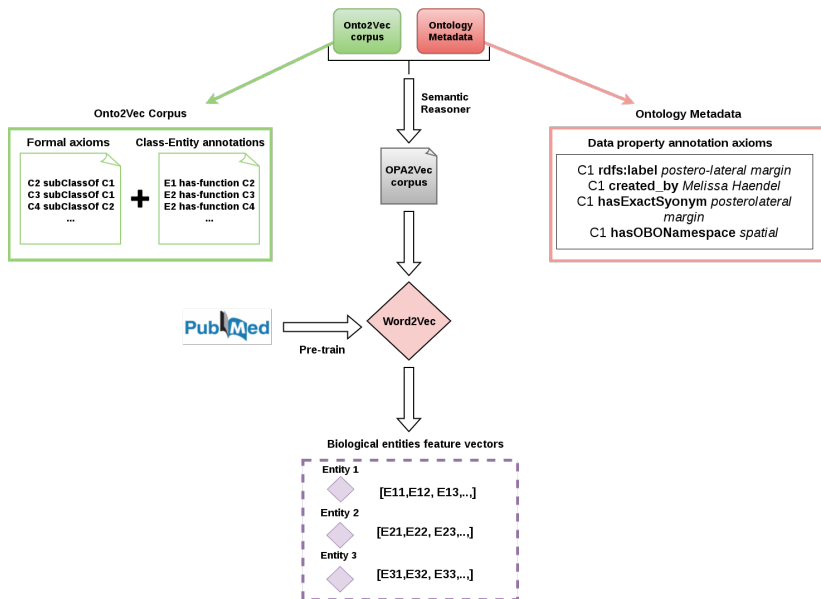 Onto2Vec
corpus
Ontology
Metadata
Semantic
Reasoner
Onto2Vec Corpus
Ontology Metadata
Formal axioms
Class-Entity annotations
C2 subClassOf C1
C3 subClassOf C1
C4 subClassOf C2
...
+
E1 has-function C2
E2 has-function C3
E2 has-function C4
...
OPA2Vec
corpus
Data property annotation axioms
C1 rdfs:label postero-lateral margin
C1 created_by Melissa Haendel
C1 hasExactSyonym posterolateral
margin
C1 hasOBONamespace spatial
PubMed
Pre-train
Word2Vec
Biological entities feature vectors
Entity 1
[E11,E12, E13,..,]
Entity 2
[E21,E22, E23,..,]
Entity 3
[E31,E32, E33,..,]